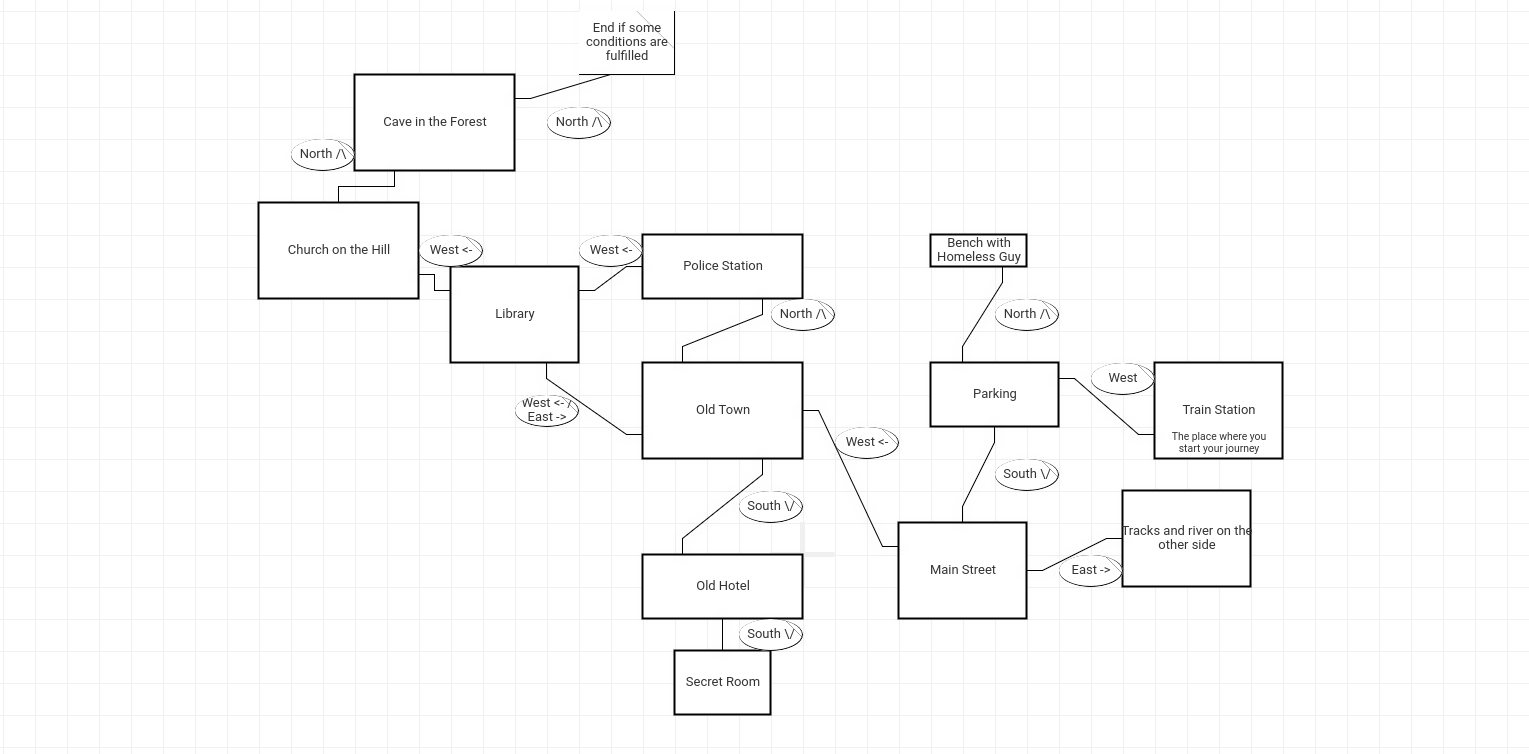 End if some
conditions are
fulfilled
Cave in the Forest
North /\
North /\
Church on the Hill
West <-
West <-
Police Station
Bench with
Homeless Guy
Library
North /\
North /\
West <- /
East ->
Old Town
West <-
Parking
West
Train Station
The place where you
start your journey
South \/
South \/
Tracks and river on the
other side
Main Street
East ->
Old Hotel
South \/
Secret Room